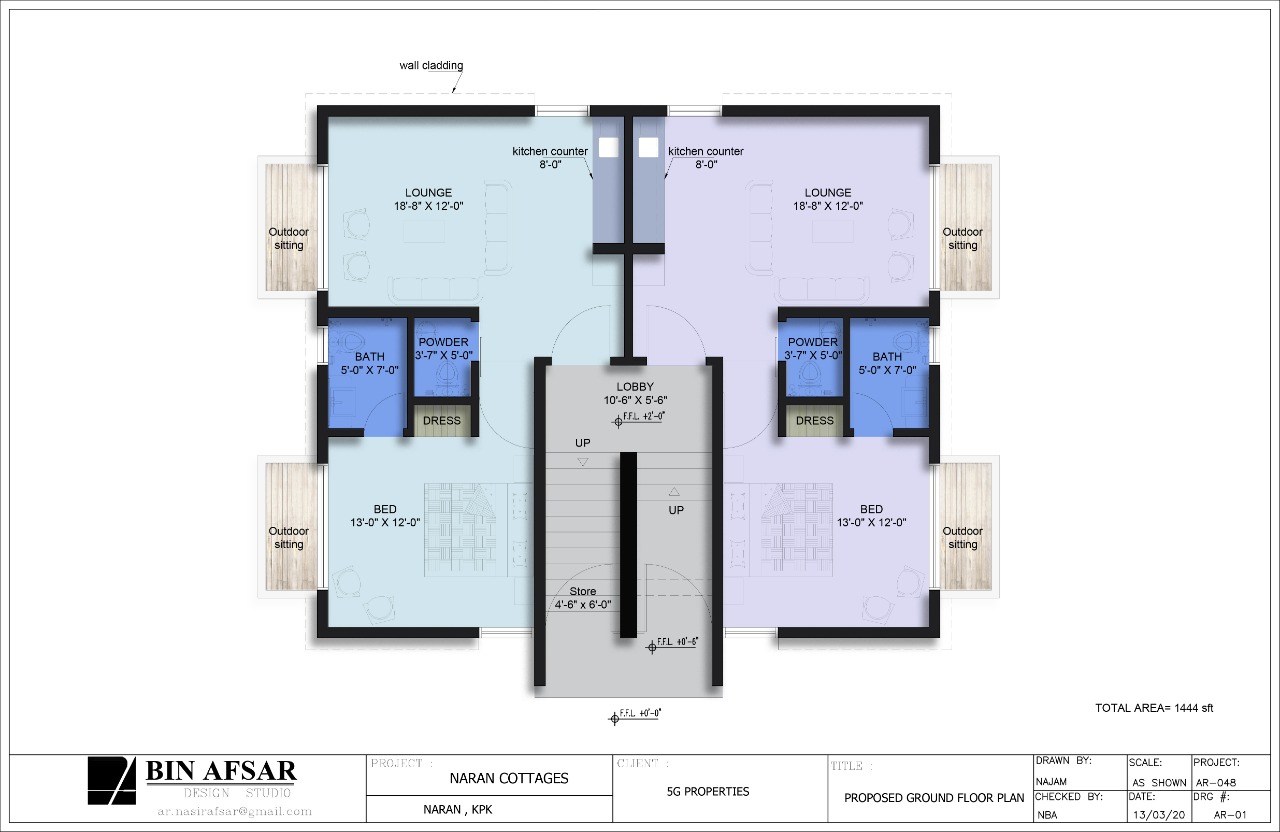 wall cladding
kitchen counter
8'-0"
kitchen counter
8'-0"
LOUNGE
18'-8" X 12'-0"
LOUNGE
18'-8" X 12'-0"
Outdoor
sitting
Outdoor
sitting
BATH
5'-0" X 7'-0"
POWDER
3'-7" X 5'-0"
POWDER
3'-7" X 5'-0"
BATH
5'-0" X 7'-0"
LOBBY
10'-6" X 5'-6"
F.F.L. +2'-0"
DRESS
DRESS
UP
UP
BED
13'-0" X 12'-0"
BED
13'-0" X 12'-0"
Outdoor
sitting
Outdoor
sitting
Store
4'-6" x 6'-0"
F.F.L. +0'-6"
F.F.L. +0'-0"
TOTAL AREA= 1444 sft
BIN AFSAR
DESIGN STUDIO
ar.nasirafsar@gmail.com
PROJECT :
NARAN COTTAGES
NARAN , KPK
CLIENT :
5G PROPERTIES
TITLE :
PROPOSED GROUND FLOOR PLAN
DRAWN BY:
NAJAM
CHECKED BY:
NBA
SCALE:
AS SHOWN
DATE:
13/03/20
PROJECT:
AR-048
DRG #:
AR-01